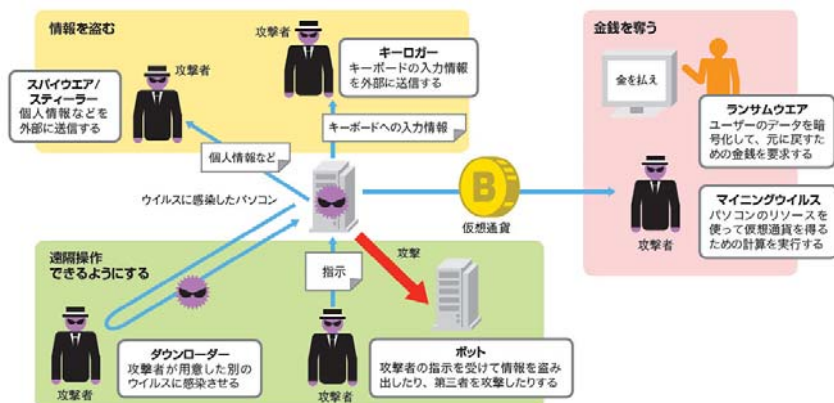 情報を盗む
攻撃者
スパイウエア/
スティーラー
個人情報などを
外部に送信する
攻撃者
キーロガー
キーボードの入力情報
を外部に送信する
個人情報など
キーボードへの入力情報
ウイルスに感染したパソコン
B
仮想通貨
金銭を奪う
金を払え
ランサムウエア
ユーザーのデータを暗
号化して、元に戻すた
めの金銭を要求する
攻撃者
マイニングウイルス
パソコンのリソースを
使って仮想通貨を得る
ための計算を実行する
遠隔操作
できるようにする
攻撃者
ダウンローダー
攻撃者が用意した別の
ウイルスに感染させる
指示
攻撃
攻撃者
ボット
攻撃者の指示を受けて情報を盗み
出したり、第三者を攻撃したりする